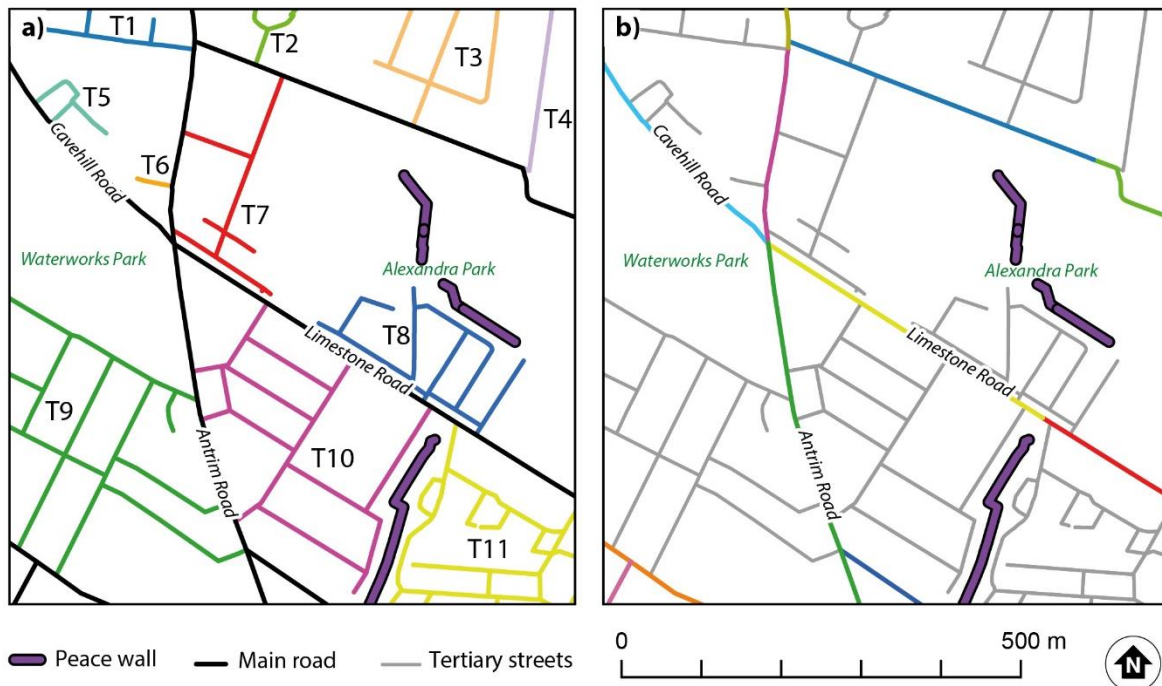 a)
T1
T2
T3
T4
T5
Cavehill Road
T6
T7
Waterworks Park
Alexandra Park
T8
Limestone Road
T9
Antrim Road
T10
T11
b)
Cavehill Road
Waterworks Park
Alexandra Park
Limestone Road
Antrim Road
Peace wall
Main road
Tertiary streets
0
500 m
N